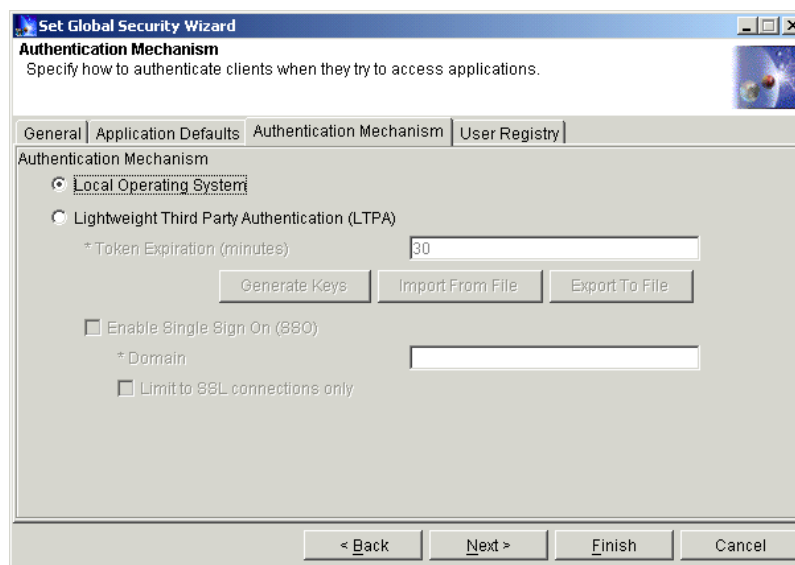 Set Global Security Wizard
Authentication Mechanism
Specify how to authenticate clients when they try to access applications.
General Application Defaults Authentication Mechanism User Registry
Authentication Mechanism
Local Operating System
Lightweight Third Party Authentication (LTPA)
* Token Expiration (minutes) 30
Generate Keys Import From File Export To File
Enable Single Sign On (SSO)
* Domain
Limit to SSL connections only
< Back Next > Finish Cancel